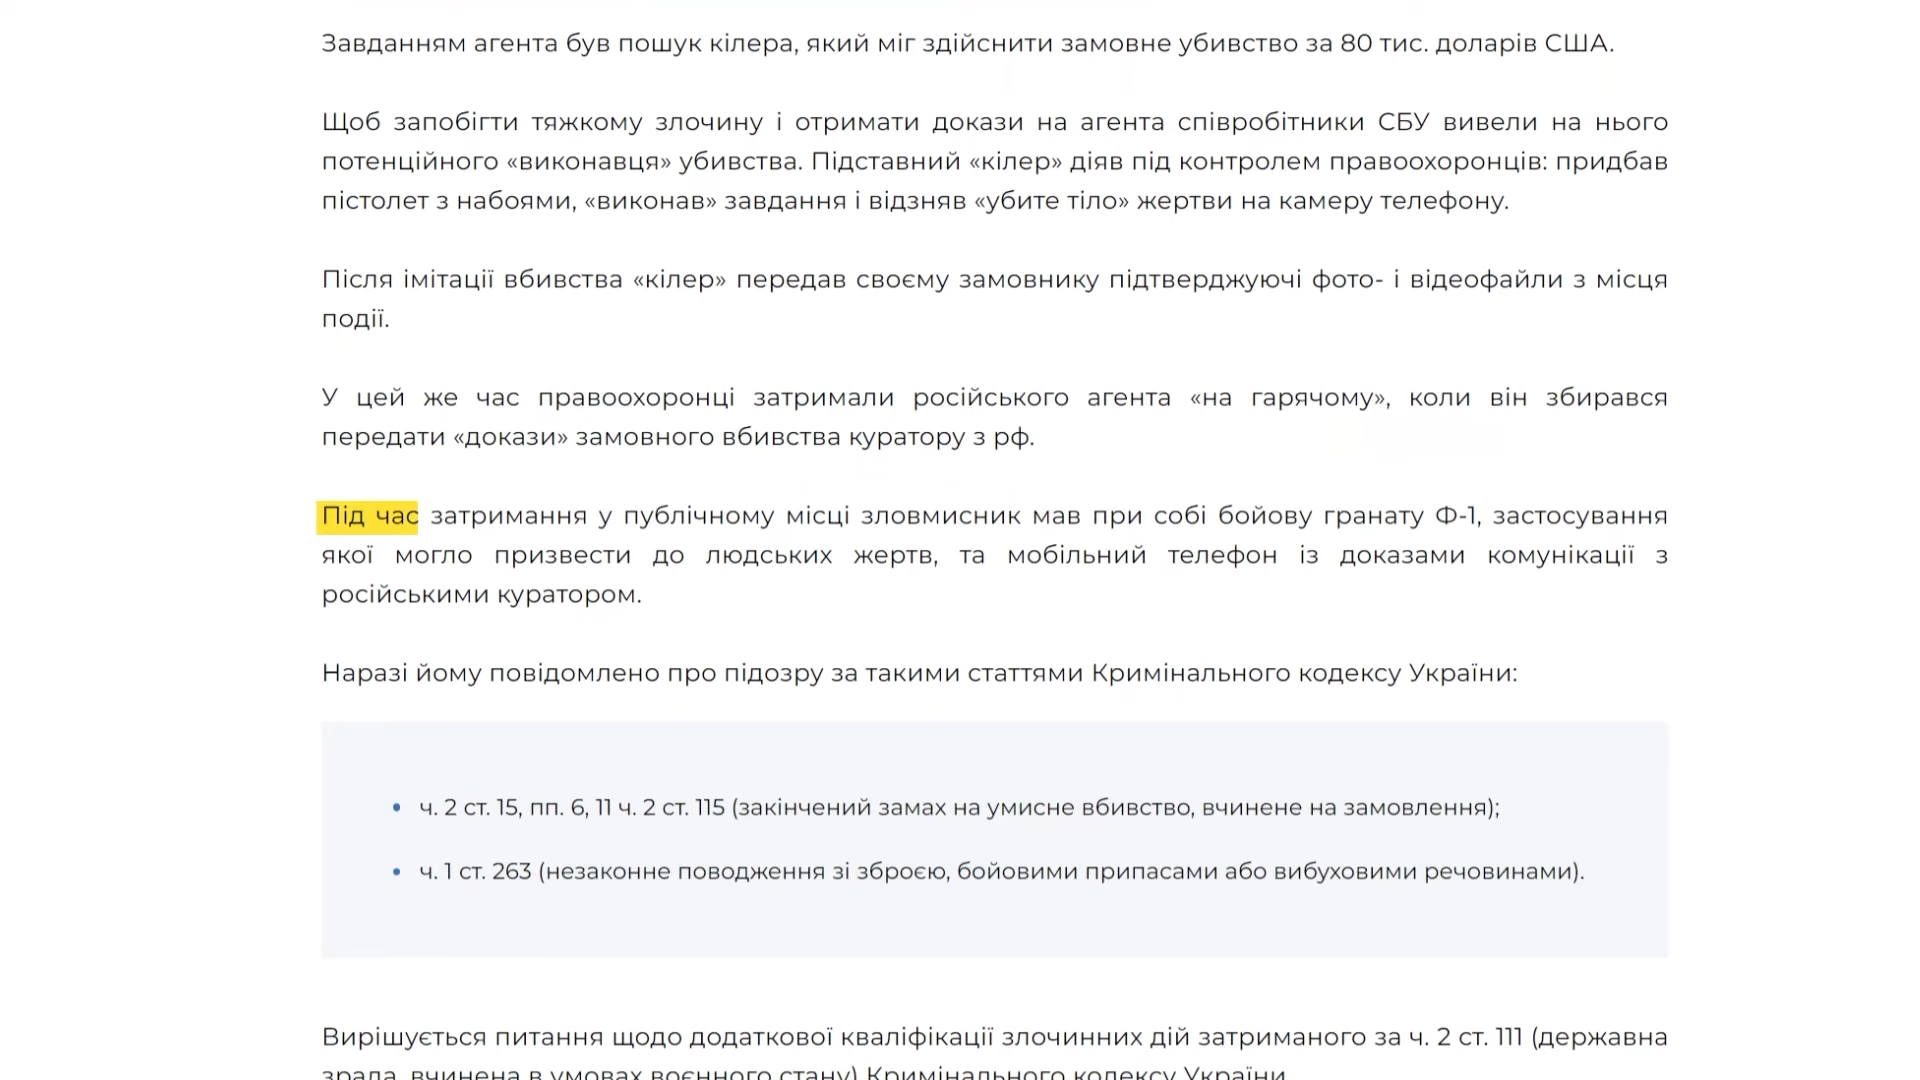 Завданням агента був пошук кілера, який міг здійснити замовне убивство за 80 тис. доларів США.
Щоб запобігти тяжкому злочину і отримати докази на агента співробітники СБУ вивели на нього
потенційного «виконавця» убивства. Підставний «кілер» діяв під контролем правоохоронців: придбав
пістолет з набоями, «виконав» завдання і відзняв «убите тіло» жертви на камеру телефону.
Після імітації вбивства «кілер» передав своєму замовнику підтверджуючі фото- і відеофайли з місця
події.
У цей же час правоохоронці затримали російського агента «на гарячому», коли він збирався
передати «докази» замовного вбивства куратору з рф.
Під час затримання у публічному місці зловмисник мав при собі бойову гранату Ф-1, застосування
якої могло призвести до людських жертв, та мобільний телефон із доказами комунікації з
російськими куратором.
Наразі йому повідомлено про підозру за такими статтями Кримінального кодексу України:
• ч. 2 ст. 15, пп. 6, 11 ч. 2 ст. 115 (закінчений замах на умисне вбивство, вчинене на замовлення);
• ч. 1 ст. 263 (незаконне поводження зі зброєю, бойовими припасами або вибуховими речовинами).
Вирішується питання щодо додаткової кваліфікації злочинних дій затриманого за ч. 2 ст. 111 (державна
зрада, вчинена в умовах воєнного стану) Кримінального кодексу України.